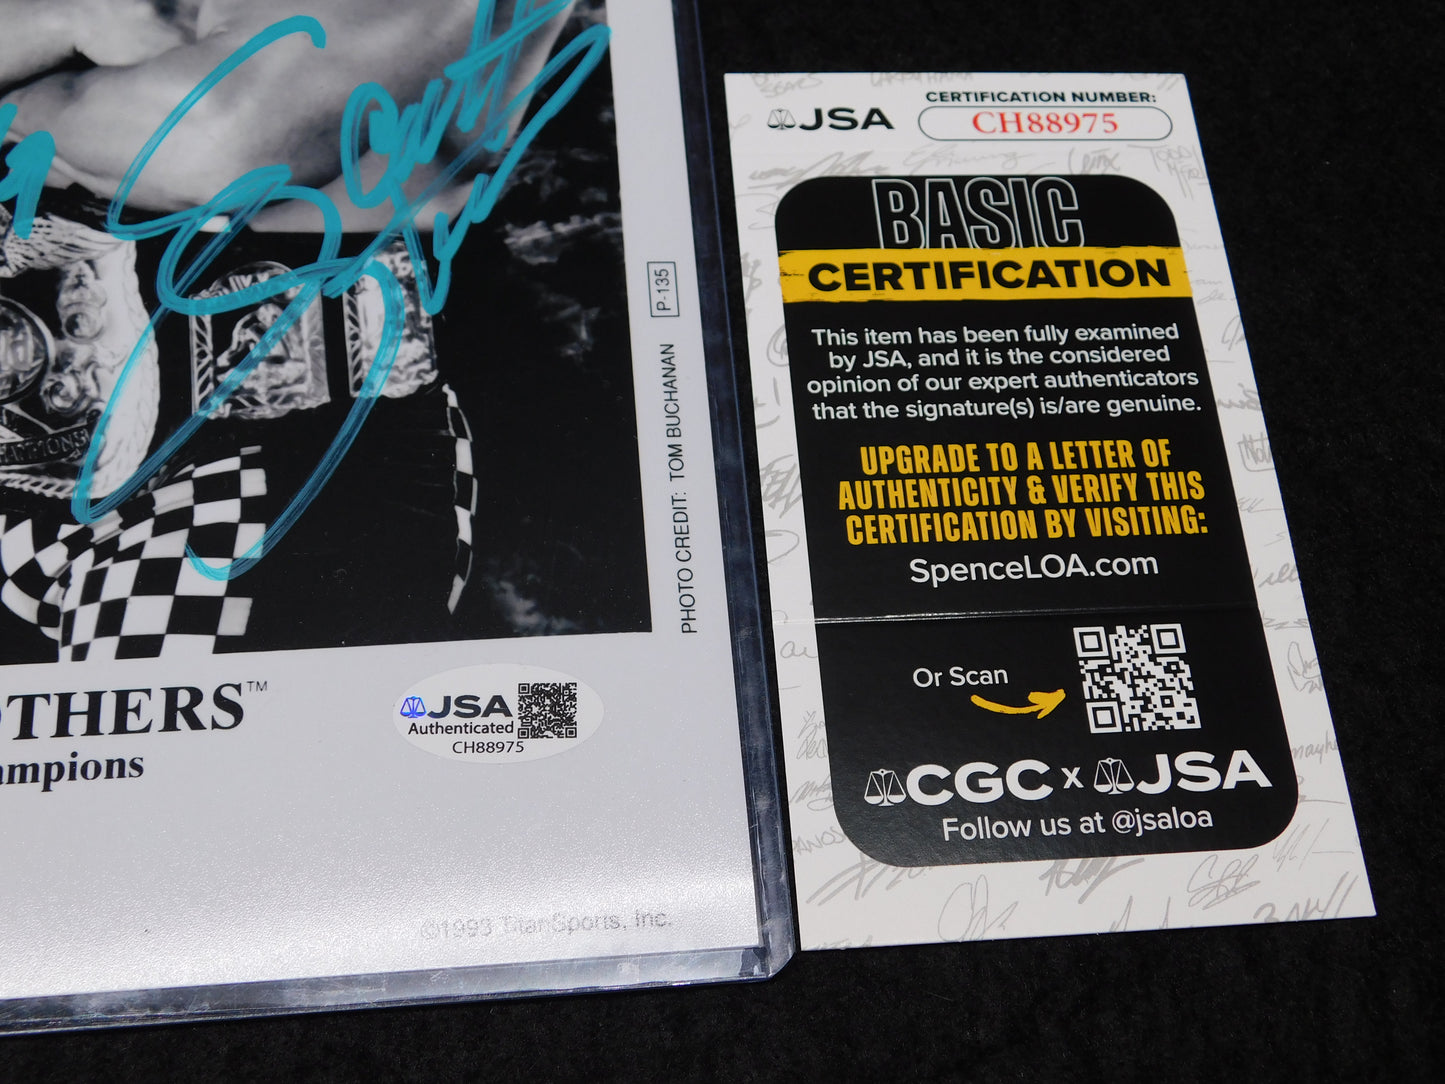 Scott
P-135
PHOTO CREDIT: TOM BUCHANAN
THERS™
ampions
JSA
Authenticated
CH88975
©1993 TitanSports, Inc.
JSA
CERTIFICATION NUMBER:
CH88975
BASIC
CERTIFICATION
This item has been fully examined
by JSA, and it is the considered
opinion of our expert authenticators
that the signature(s) is/are genuine.
UPGRADE TO A LETTER OF
AUTHENTICITY & VERIFY THIS
CERTIFICATION BY VISITING:
SpenceLOA.com
Or Scan
CGC x JSA
Follow us at @jsaloa